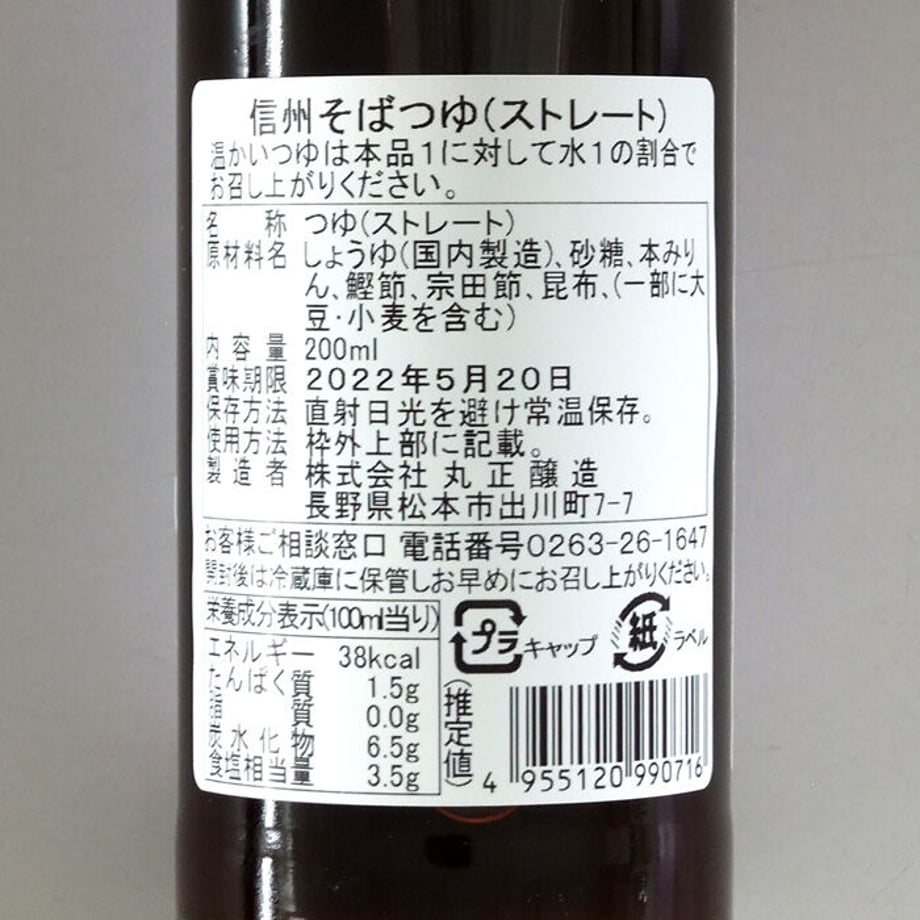 信州そばつゆ(ストレート)
温かいつゆは本品1に対して水1の割合で
お召し上がりください。
名称 つゆ(ストレート)
原材料名 しょうゆ(国内製造)、砂糖、本みり
ん、鰹節、宗田節、昆布、(一部に大
豆・小麦を含む)
内容量 200ml
賞味期限 2022年5月20日
保存方法 直射日光を避け常温保存。
使用方法 枠外上部に記載。
製造者 株式会社 丸正醸造
長野県松本市出川町7-7
お客様ご相談窓口 電話番号0263-26-1647
開封後は冷蔵庫に保管しお早めにお召し上がりください。
栄養成分表示(100ml当り)
エネルギー 38kcal
たんぱく質 1.5g
脂質 0.0g
炭水化物 6.5g
食塩相当量 3.5g
(推定値)
プラ キャップ
紙 ラベル
4 955120 990716